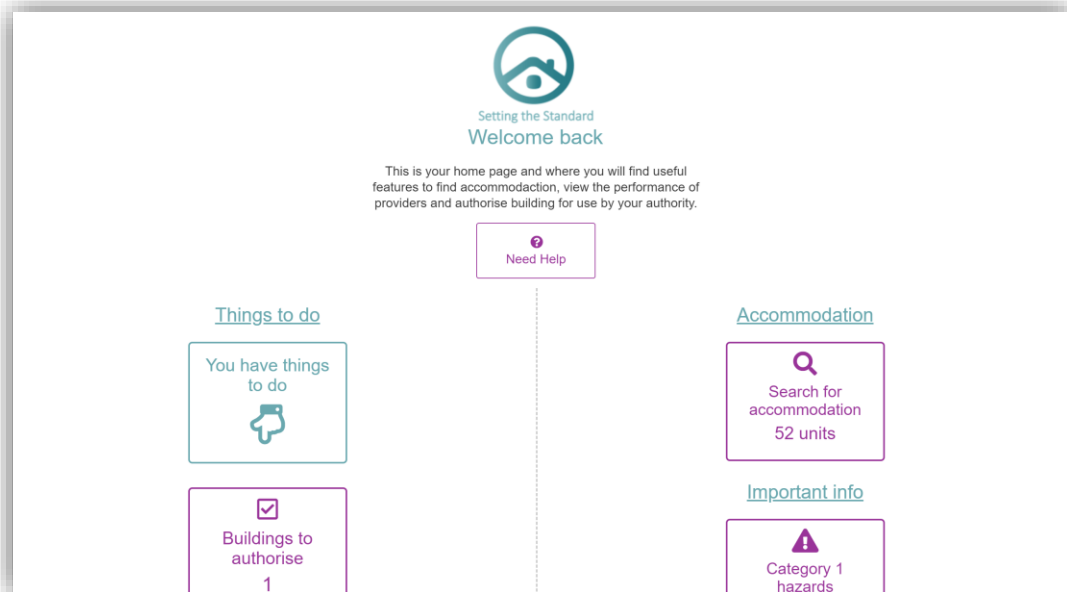 Setting the Standard
Welcome back
This is your home page and where you will find useful
features to find accommodaction, view the performance of
providers and authorise building for use by your authority.
Need Help
Things to do
You have things
to do
Buildings to
authorise
1
Accommodation
Search for
accommodation
52 units
Important info
Category 1
hazards